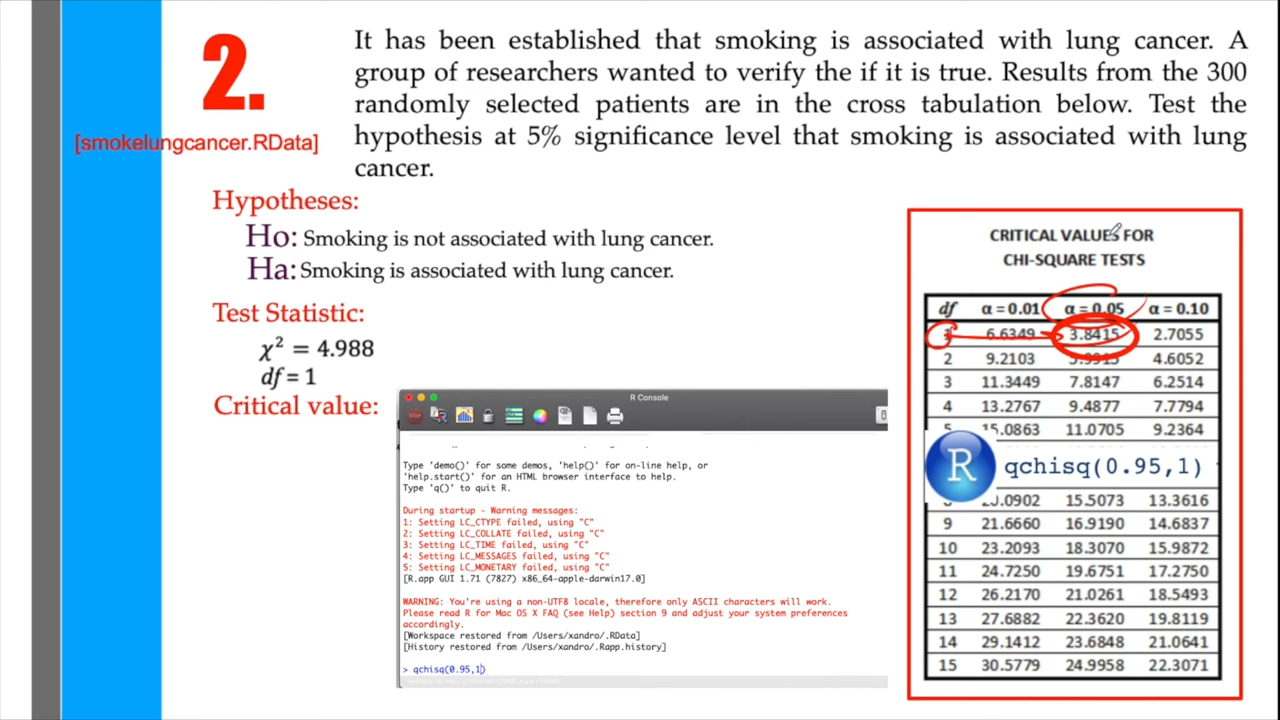 2.
[smokelungcancer.RData]
It has been established that smoking is associated with lung cancer. A
group of researchers wanted to verify the if it is true. Results from the 300
randomly selected patients are in the cross tabulation below. Test the
hypothesis at 5% significance level that smoking is associated with lung
cancer.
Hypotheses:
Ho: Smoking is not associated with lung cancer.
Ha: Smoking is associated with lung cancer.
Test Statistic:
χ² = 4.988
df = 1
Critical value:
R Console
STOP
Type 'demo()' for some demos, 'help()' for on-line help, or
'help.start()' for an HTML browser interface to help.
Type 'q()' to quit R.
During startup - Warning messages:
1: Setting LC_CTYPE failed, using "C"
2: Setting LC_COLLATE failed, using "C"
3: Setting LC_TIME failed, using "C"
4: Setting LC_MESSAGES failed, using "C"
5: Setting LC_MONETARY failed, using "C"
[R.app GUI 1.71 (7827) x86_64-apple-darwin17.0]
WARNING: You're using a non-UTF8 locale, therefore only ASCII characters will work.
Please read R for Mac OS X FAQ (see Help) section 9 and adjust your system preferences
accordingly.
[Workspace restored from /Users/xandro/.RData]
[History restored from /Users/xandro/.Rapp.history]
> qchisq(0.95,1)
CRITICAL VALUES FOR
CHI-SQUARE TESTS
df α = 0.01 α = 0.05 α = 0.10
1 6.6349 3.8415 2.7055
2 9.2103 5.9915 4.6052
3 11.3449 7.8147 6.2514
4 13.2767 9.4877 7.7794
5 15.0863 11.0705 9.2364
R qchisq(0.95,1)
8 20.0902 15.5073 13.3616
9 21.6660 16.9190 14.6837
10 23.2093 18.3070 15.9872
11 24.7250 19.6751 17.2750
12 26.2170 21.0261 18.5493
13 27.6882 22.3620 19.8119
14 29.1412 23.6848 21.0641
15 30.5779 24.9958 22.3071